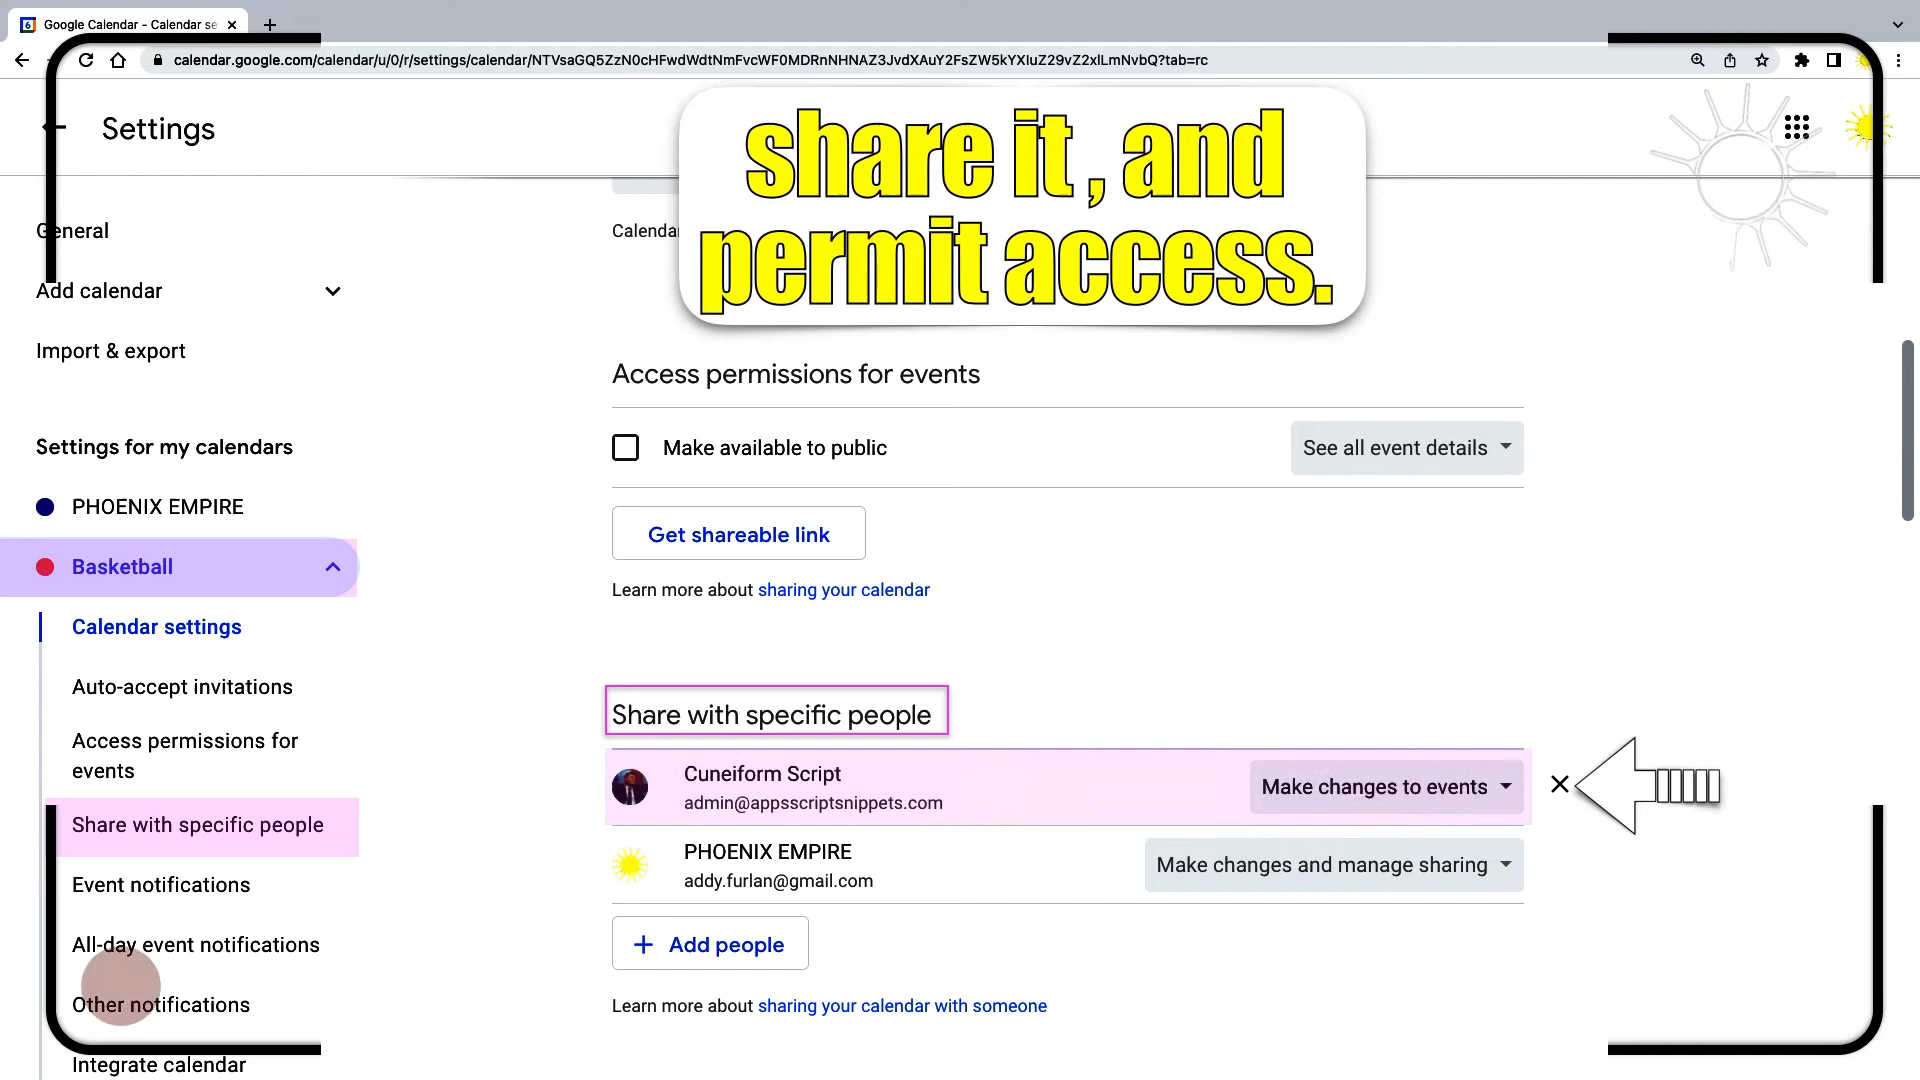 Google Calendar - Calendar se
calendar.google.com/calendar/u/0/r/settings/calendar/NTVsaGQ5ZzN0cHFwdWdtNmFvcWF0MDRnNHNAZ3JvdXAuY2FsZW5kYXIuZ29vZ2xlLmNvbQ?tab=rc
Settings
share it , and
permit access.
General
Add calendar
Import & export
Settings for my calendars
PHOENIX EMPIRE
Basketball
Calendar settings
Auto-accept invitations
Access permissions for
events
Share with specific people
Event notifications
All-day event notifications
Other notifications
Integrate calendar
Calenda
Access permissions for events
Make available to public
See all event details
Get shareable link
Learn more about sharing your calendar
Share with specific people
Cuneiform Script
admin@appsscriptsnippets.com
Make changes to events
PHOENIX EMPIRE
addy.furlan@gmail.com
Make changes and manage sharing
Add people
Learn more about sharing your calendar with someone